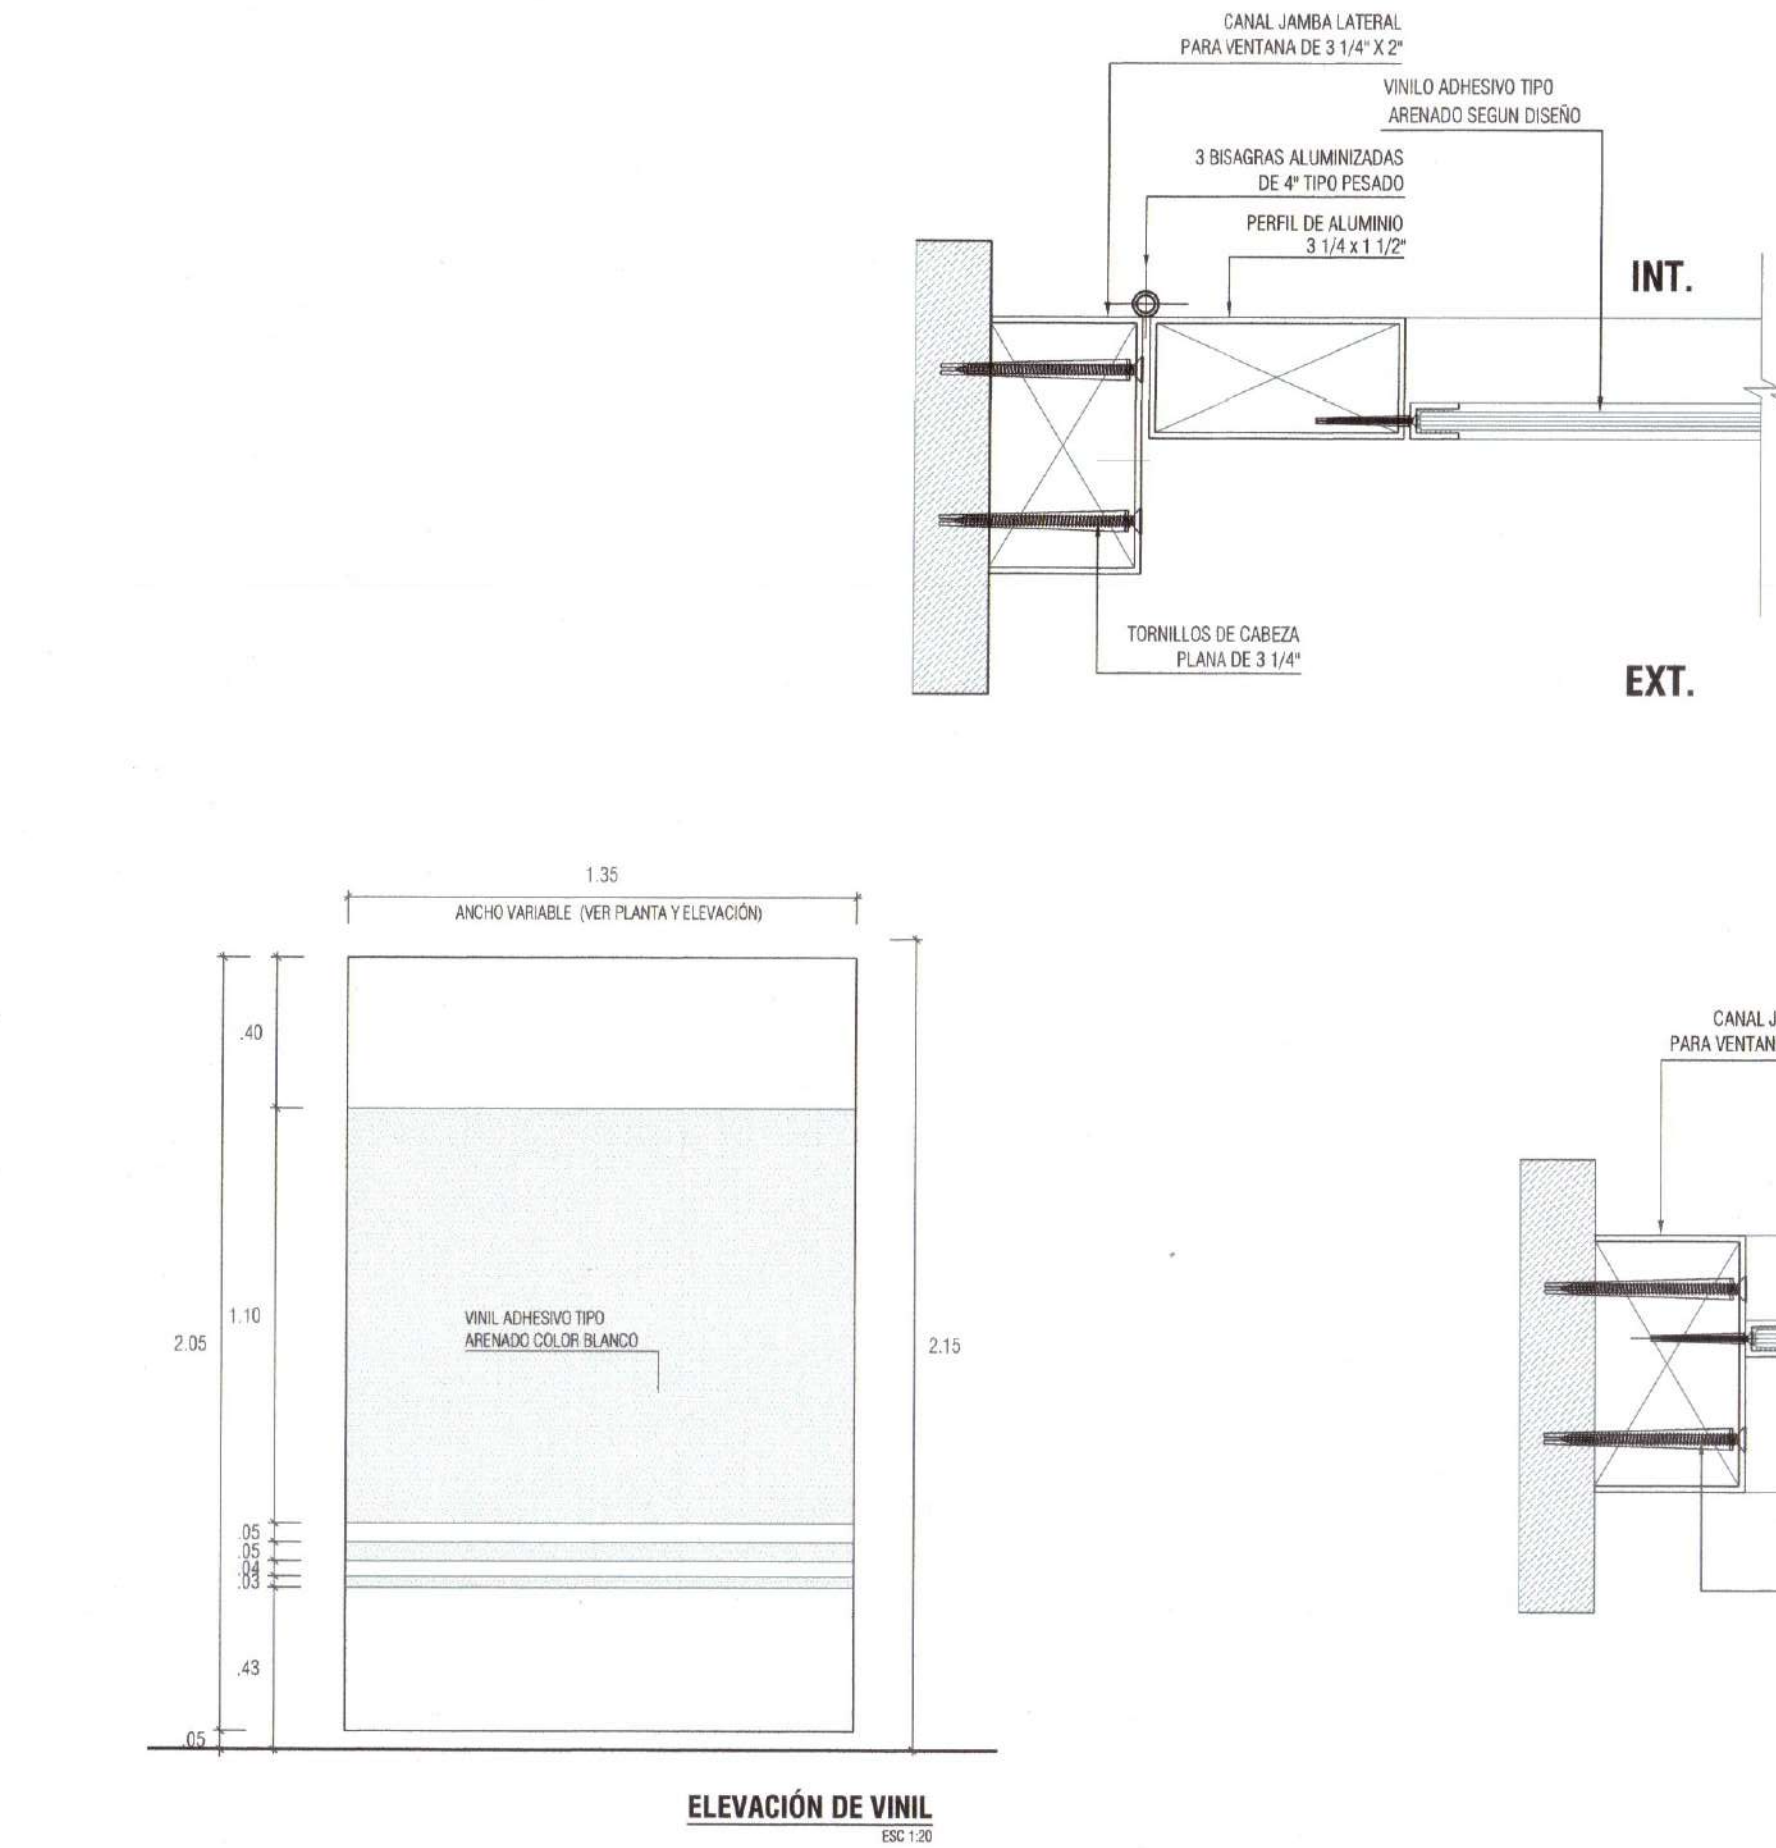 CANAL JAMBA LATERAL
PARA VENTANA DE 3 1/4" X 2"
VINILO ADHESIVO TIPO
ARENADO SEGUN DISEÑO
3 BISAGRAS ALUMINIZADAS
DE 4" TIPO PESADO
PERFIL DE ALUMINIO
3 1/4 x 1 1/2"
INT.
TORNILLOS DE CABEZA
PLANA DE 3 1/4"
EXT.
1.35
ANCHO VARIABLE (VER PLANTA Y ELEVACIÓN)
.40
1.10
2.05
VINIL ADHESIVO TIPO
ARENADO COLOR BLANCO
2.15
.05
.05
.04
.03
.43
.05
CANAL J
PARA VENTAN
ELEVACIÓN DE VINIL
ESC 1:20